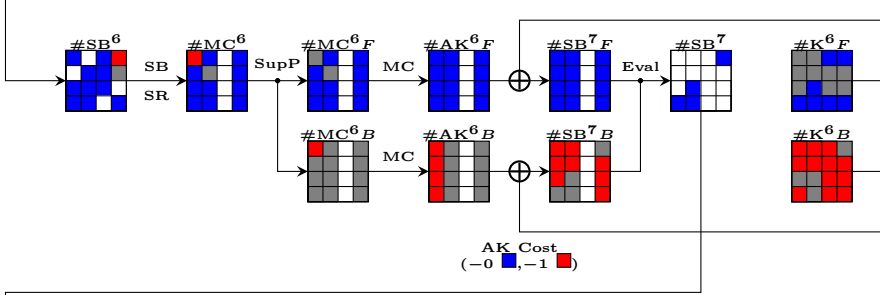 #SB⁶ #MC⁶ #MC⁶F #AK⁶F #SB⁷F #SB⁷ #K⁶F
SB SupP MC Eval
SR
#MC⁶B #AK⁶B #SB⁷B #K⁶B
MC
AK Cost
(−0 ,−1 )